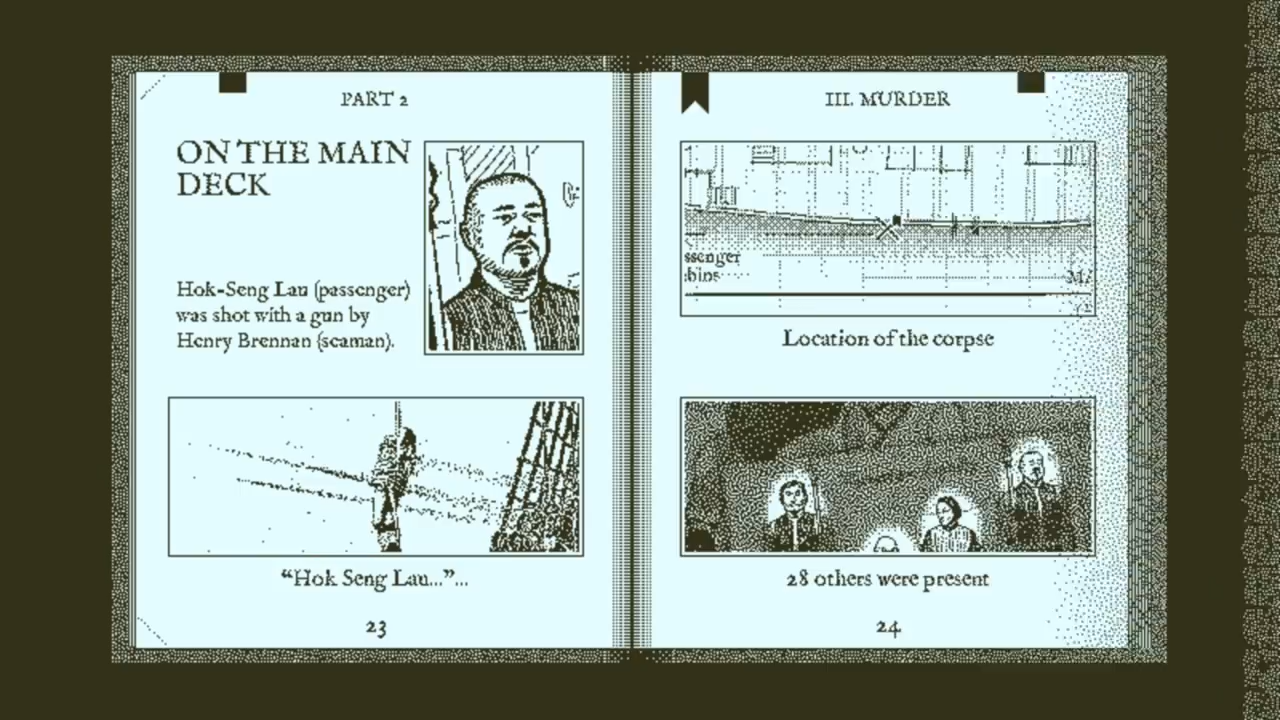 PART 2
ON THE MAIN
DECK
Hok-Seng Lau (passenger)
was shot with a gun by
Henry Brennan (seaman).
“Hok Seng Lau...”...
23
III. MURDER
ssenger
bins
M
Location of the corpse
28 others were present
24